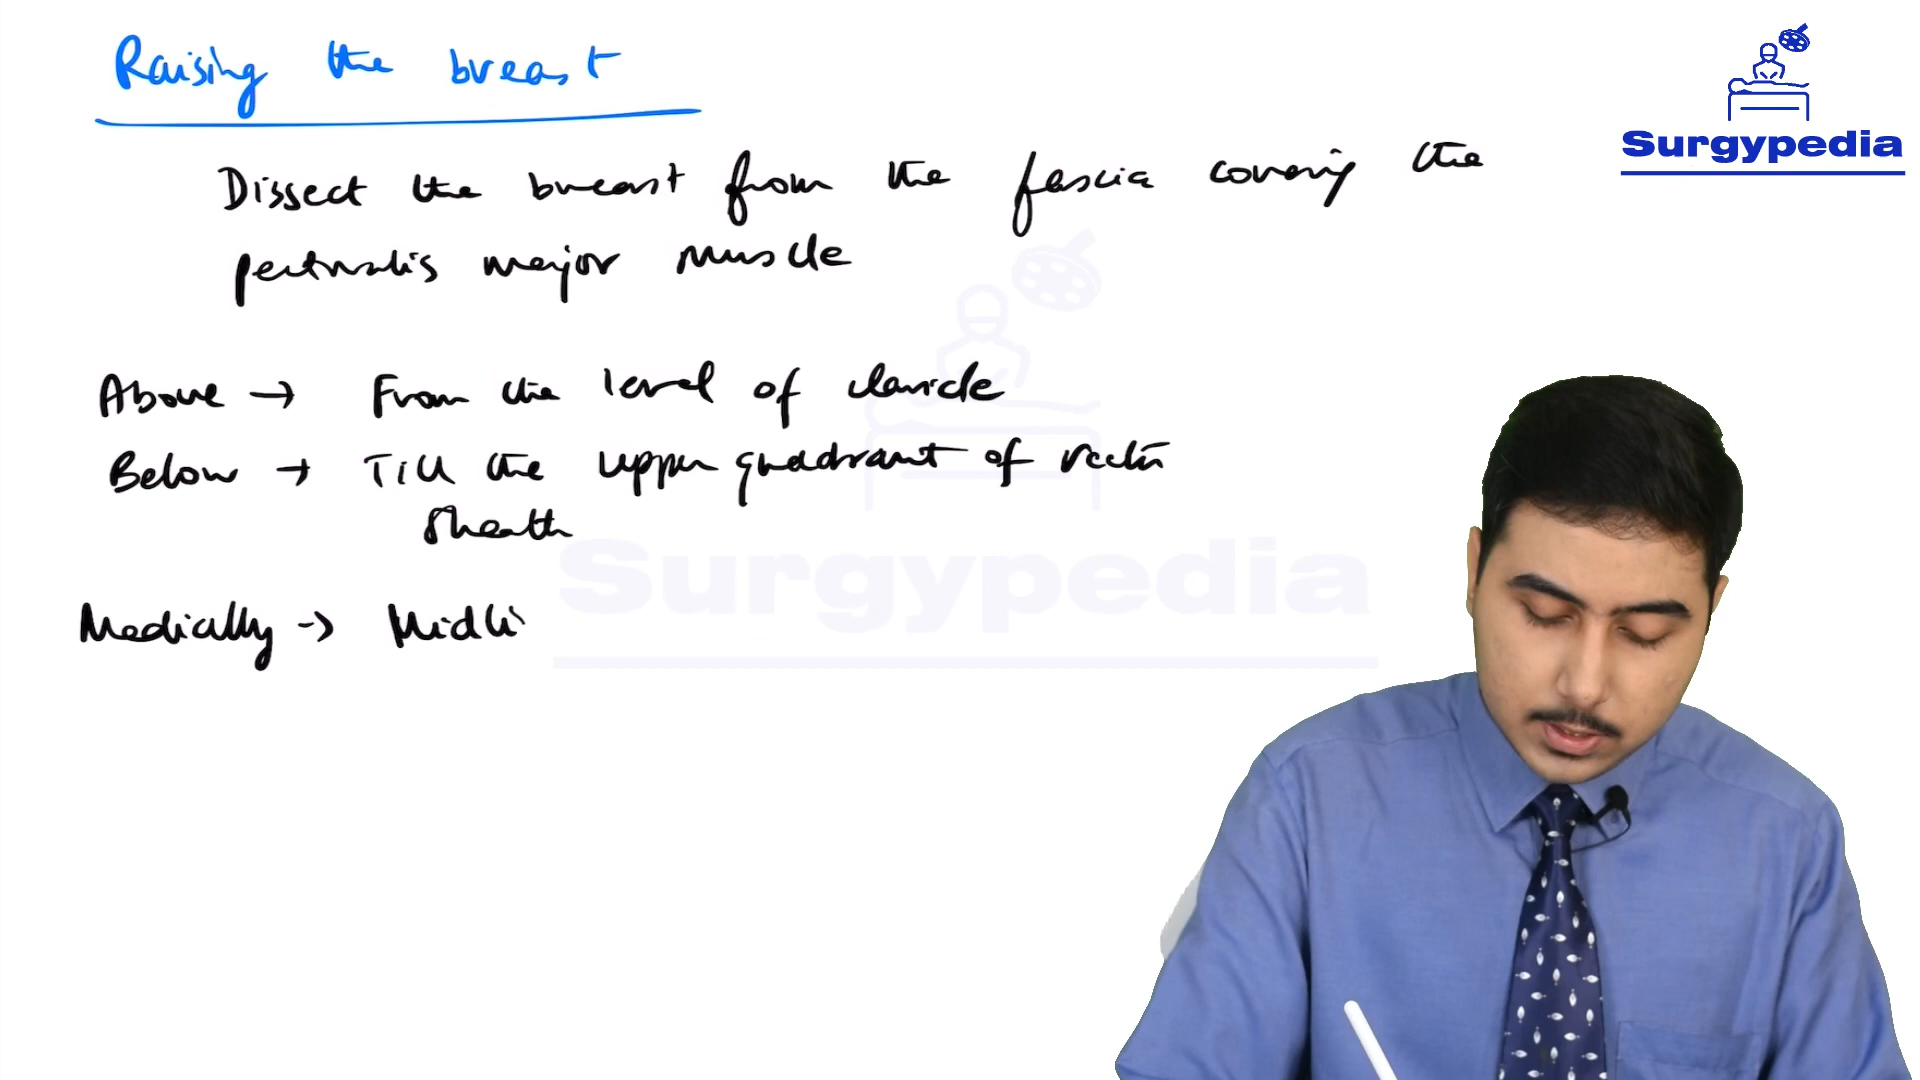 Raising the breast
Surgypedia
Dissect the breast from the fascia covering the
pectoralis major muscle
Above → From the level of clavicle
Below → Till the upper quadrant of recti
sheath
Surgypedia
Medially → Midli